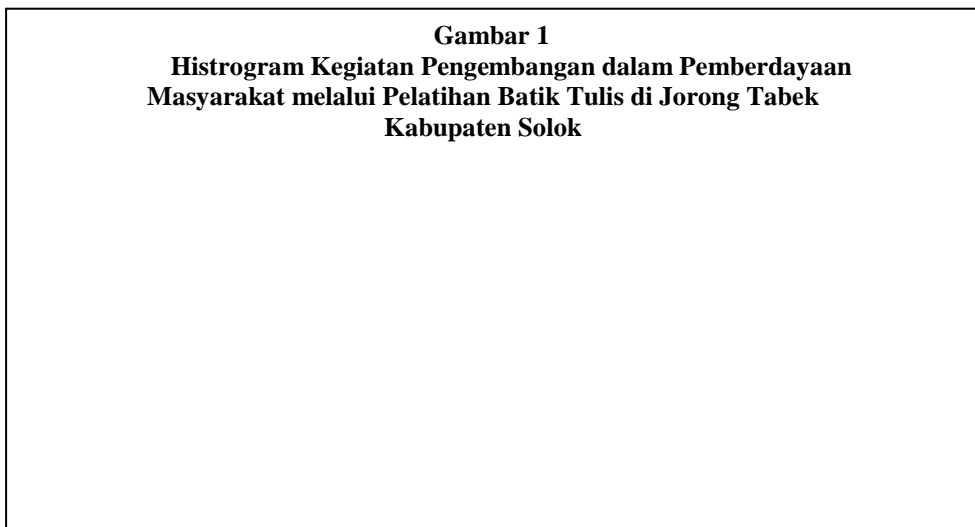 Gambar 1
Histrogram Kegiatan Pengembangan dalam Pemberdayaan
Masyarakat melalui Pelatihan Batik Tulis di Jorong Tabek
Kabupaten Solok